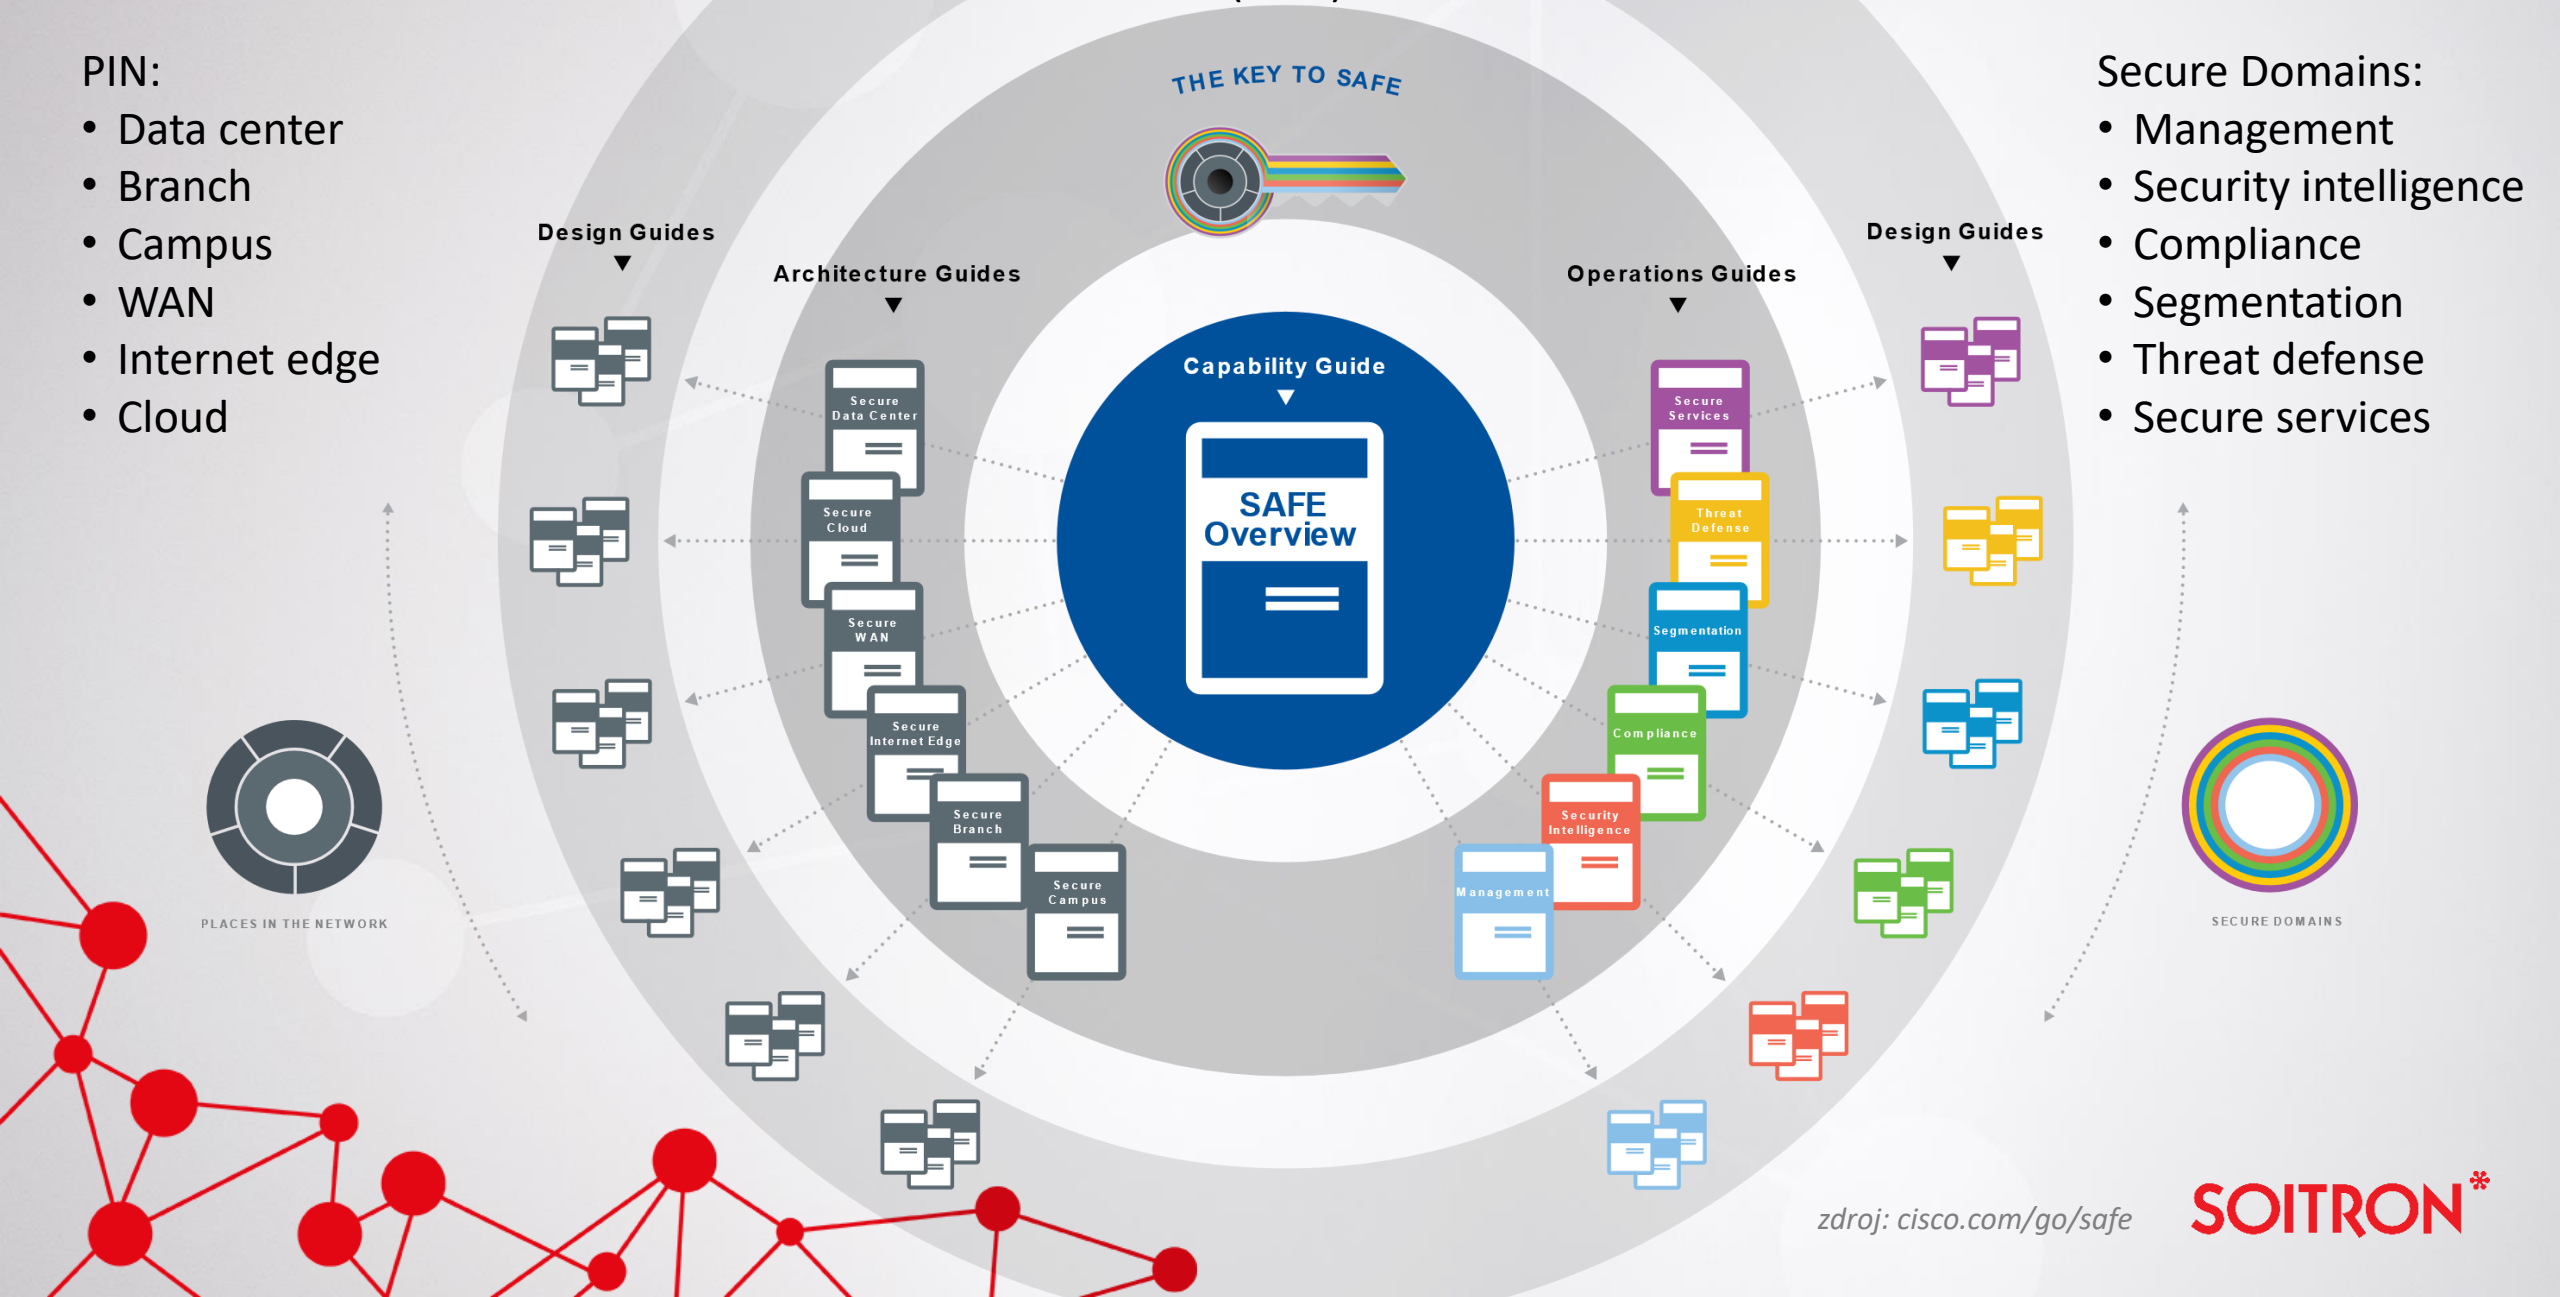 THE KEY TO SAFE
PIN:
• Data center
• Branch
• Campus
• WAN
• Internet edge
• Cloud
Design Guides
Architecture Guides
Secure
Data Center
Secure
Cloud
Secure
WAN
Secure
Internet Edge
Secure
Branch
Secure
Campus
PLACES IN THE NETWORK
Capability Guide
SAFE
Overview
Operations Guides
Design Guides
Secure
Services
Threat
Defense
Segmentation
Compliance
Security
Intelligence
Management
Secure Domains:
• Management
• Security intelligence
• Compliance
• Segmentation
• Threat defense
• Secure services
SECURE DOMAINS
zdroj: cisco.com/go/safe
SOITRON*